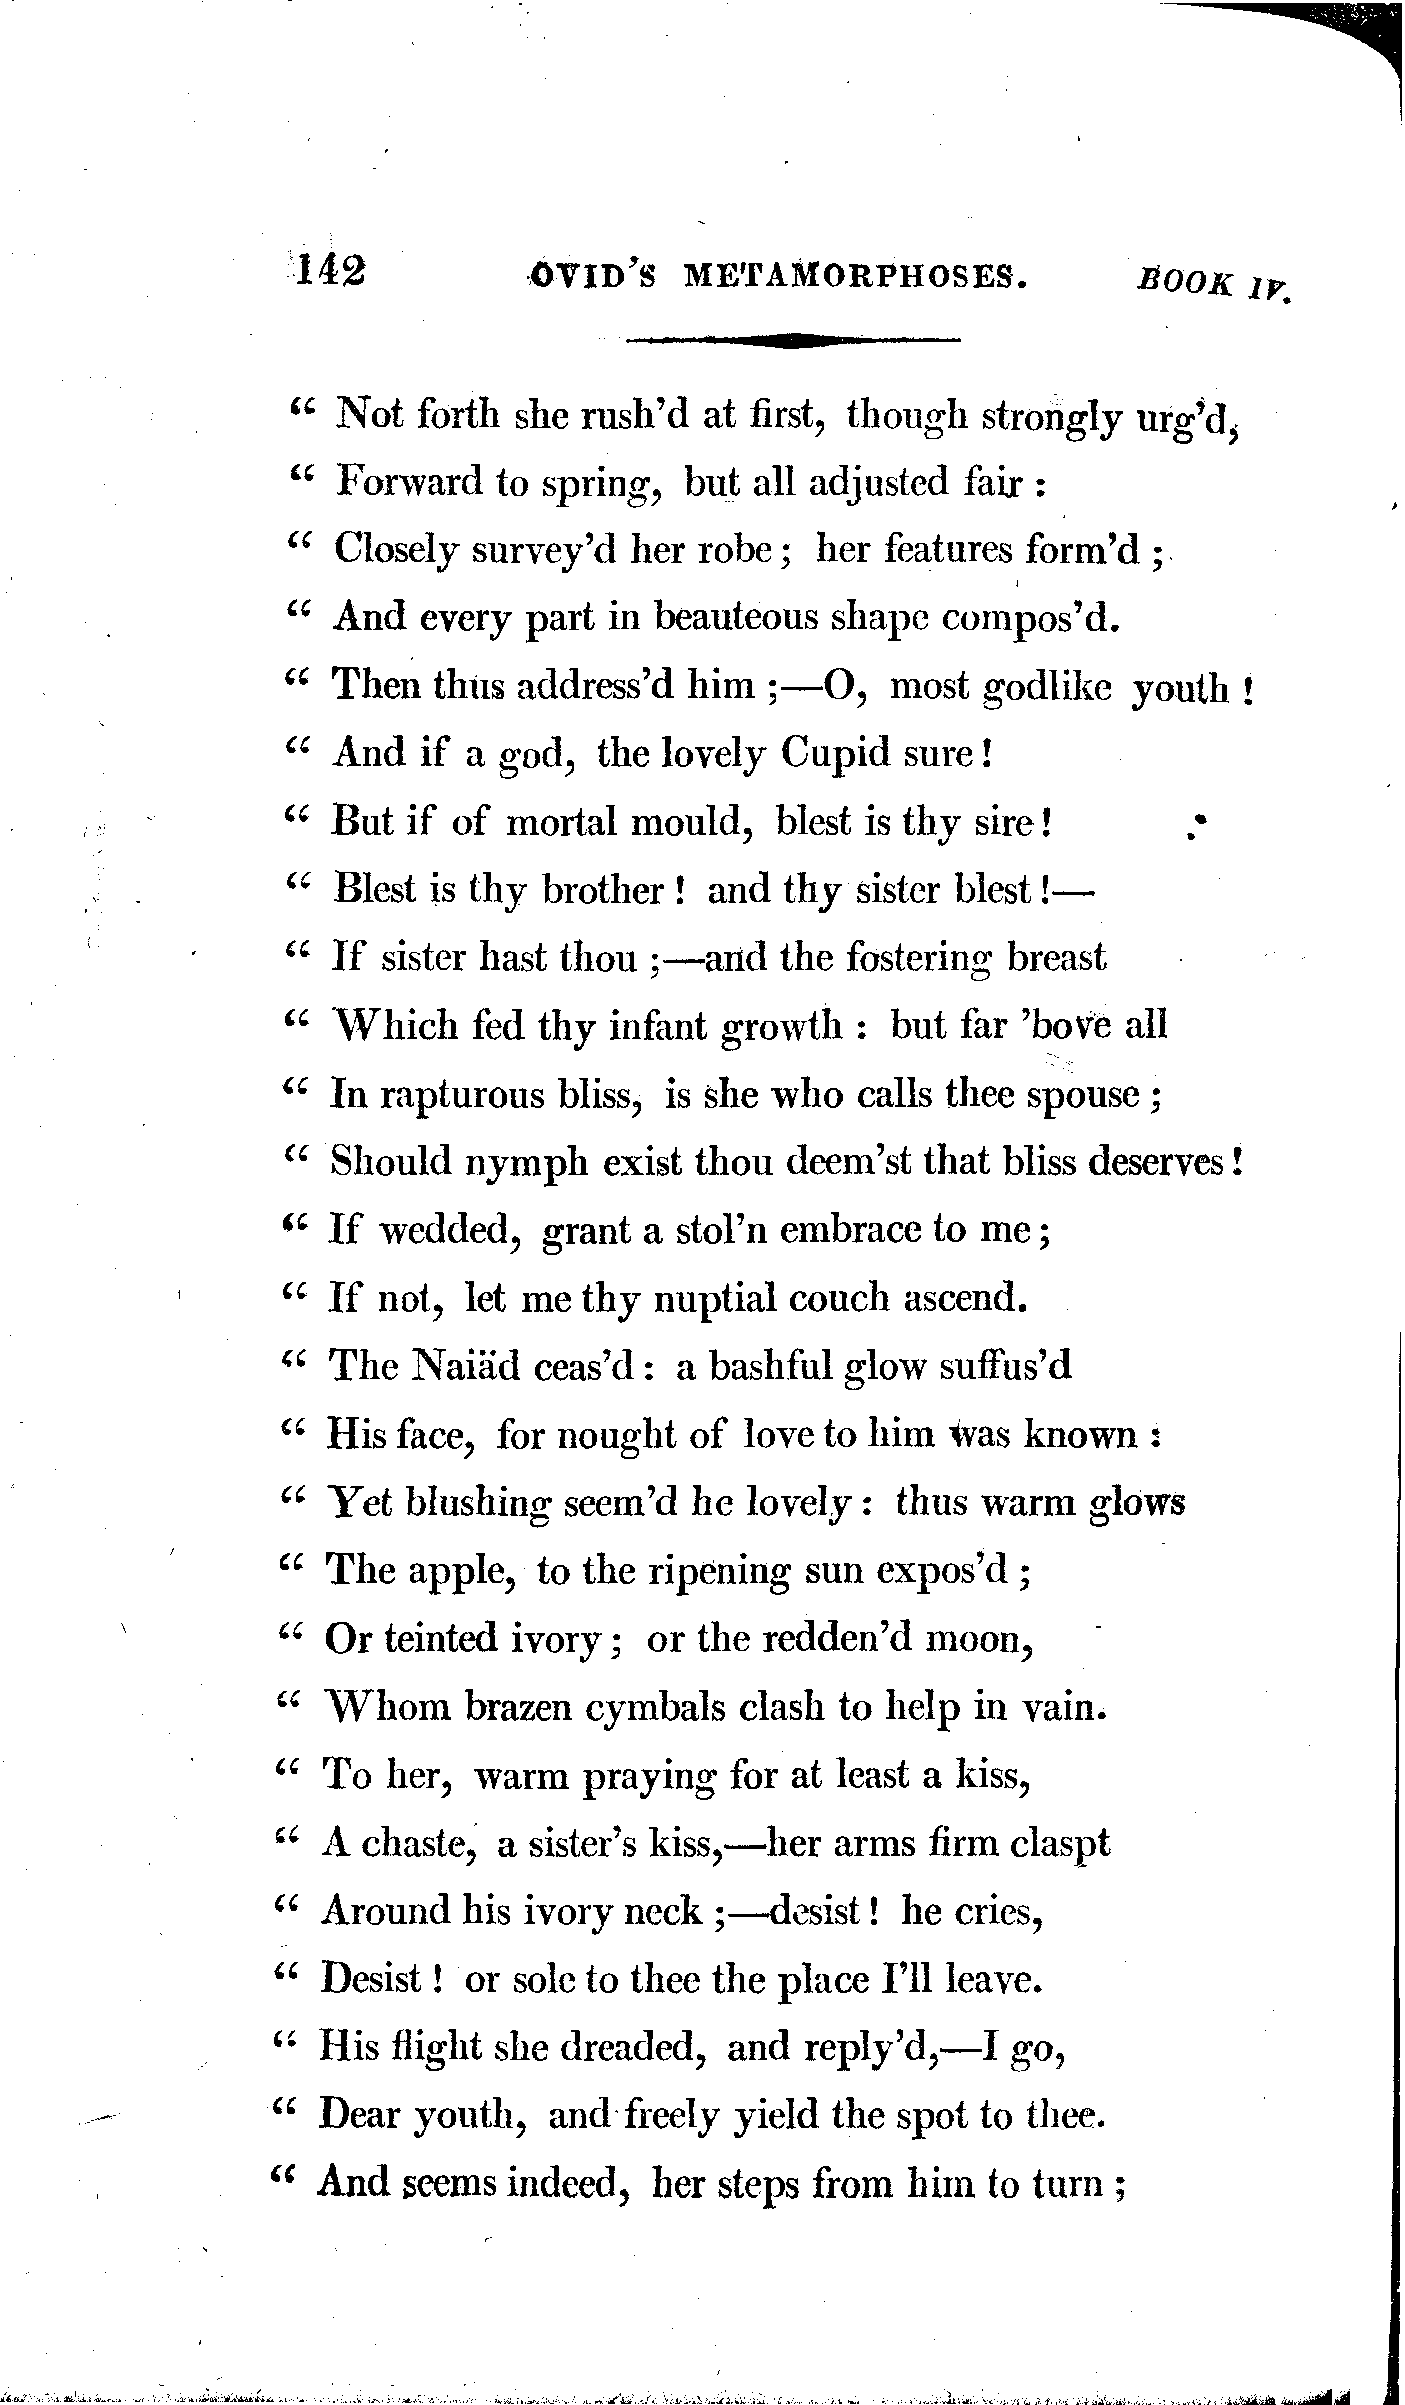 142 OVID'S METAMORPHOSES. BOOK IV.
“ Not forth she rush'd at first, though strongly urg'd,
“ Forward to spring, but all adjusted fair :
“ Closely survey'd her robe ; her features form'd ;
“ And every part in beauteous shape compos'd.
“ Then thus address'd him ;—O, most godlike youth !
“ And if a god, the lovely Cupid sure !
“ But if of mortal mould, blest is thy sire !
“ Blest is thy brother ! and thy sister blest !—
“ If sister hast thou ;—and the fostering breast
“ Which fed thy infant growth : but far 'bove all
“ In rapturous bliss, is she who calls thee spouse ;
“ Should nymph exist thou deem'st that bliss deserves !
“ If wedded, grant a stol'n embrace to me ;
“ If not, let me thy nuptial couch ascend.
“ The Naiäd ceas'd : a bashful glow suffus'd
“ His face, for nought of love to him was known :
“ Yet blushing seem'd he lovely : thus warm glows
“ The apple, to the ripening sun expos'd ;
“ Or teinted ivory ; or the redden'd moon,
“ Whom brazen cymbals clash to help in vain.
“ To her, warm praying for at least a kiss,
“ A chaste, a sister's kiss,—her arms firm claspt
“ Around his ivory neck ;—desist ! he cries,
“ Desist ! or sole to thee the place I'll leave.
“ His flight she dreaded, and reply'd,—I go,
“ Dear youth, and freely yield the spot to thee.
“ And seems indeed, her steps from him to turn ;